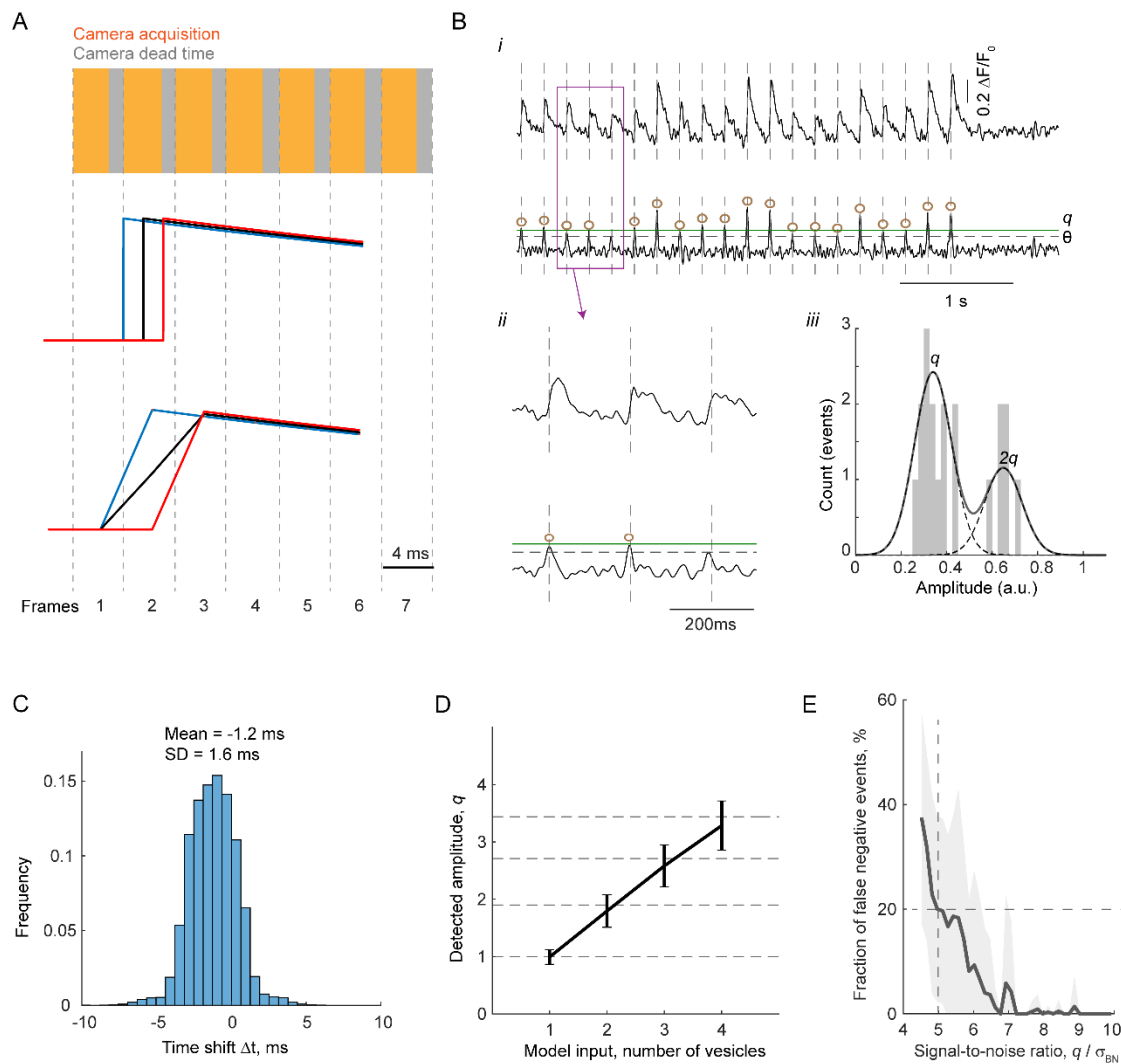 A
Camera acquisition
Camera dead time
4 ms
Frames 1 2 3 4 5 6 7
B
i
0.2 ΔF/F0
q
θ
1 s
ii
200ms
iii
3
2
1
0
q
2q
Count (events)
0 0.2 0.4 0.6 0.8 1
Amplitude (a.u.)
C
Mean = -1.2 ms
SD = 1.6 ms
0.15
0.1
0.05
0
Frequency
-10 -5 0 5 10
Time shift Δt, ms
D
4
3
2
1
0
Detected amplitude, q
1 2 3 4
Model input, number of vesicles
E
60
40
20
0
Fraction of false negative events, %
4 5 6 7 8 9 10
Signal-to-noise ratio, q / σBN